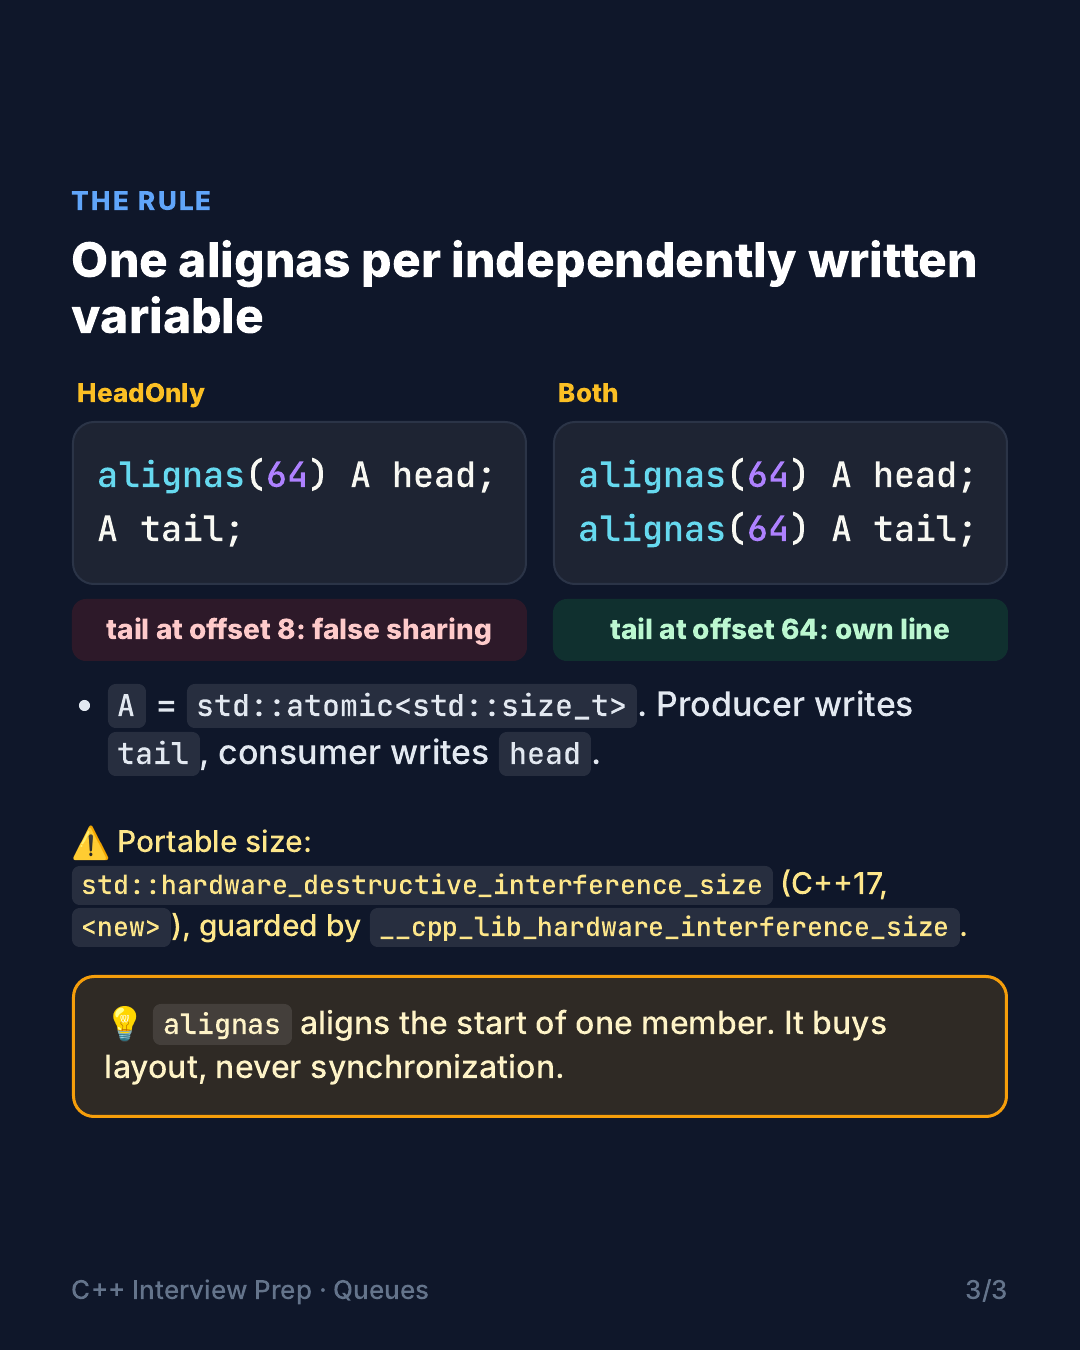 THE RULE
One alignas per independently written
variable
HeadOnly
alignas(64) A head;
A tail;
tail at offset 8: false sharing
Both
alignas(64) A head;
alignas(64) A tail;
tail at offset 64: own line
• A = std::atomic<std::size_t>. Producer writes
tail, consumer writes head.
⚠️ Portable size:
std::hardware_destructive_interference_size (C++17,
<new>), guarded by __cpp_lib_hardware_interference_size.
💡 alignas aligns the start of one member. It buys
layout, never synchronization.
C++ Interview Prep · Queues
3/3